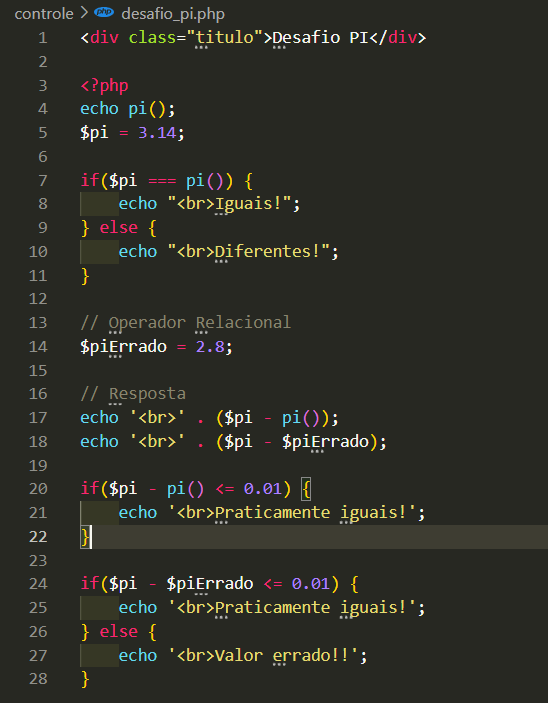 controle > desafio_pi.php
1 <div class="titulo">Desafio PI</div>
2
3 <?php
4 echo pi();
5 $pi = 3.14;
6
7 if($pi === pi()) {
8     echo "<br>Iguais!";
9 } else {
10     echo "<br>Diferentes!";
11 }
12
13 // Operador Relacional
14 $piErrado = 2.8;
15
16 // Resposta
17 echo '<br>' . ($pi - pi());
18 echo '<br>' . ($pi - $piErrado);
19
20 if($pi - pi() <= 0.01) {
21     echo '<br>Praticamente iguais!';
22 }
23
24 if($pi - $piErrado <= 0.01) {
25     echo '<br>Praticamente iguais!';
26 } else {
27     echo '<br>Valor errado!!';
28 }